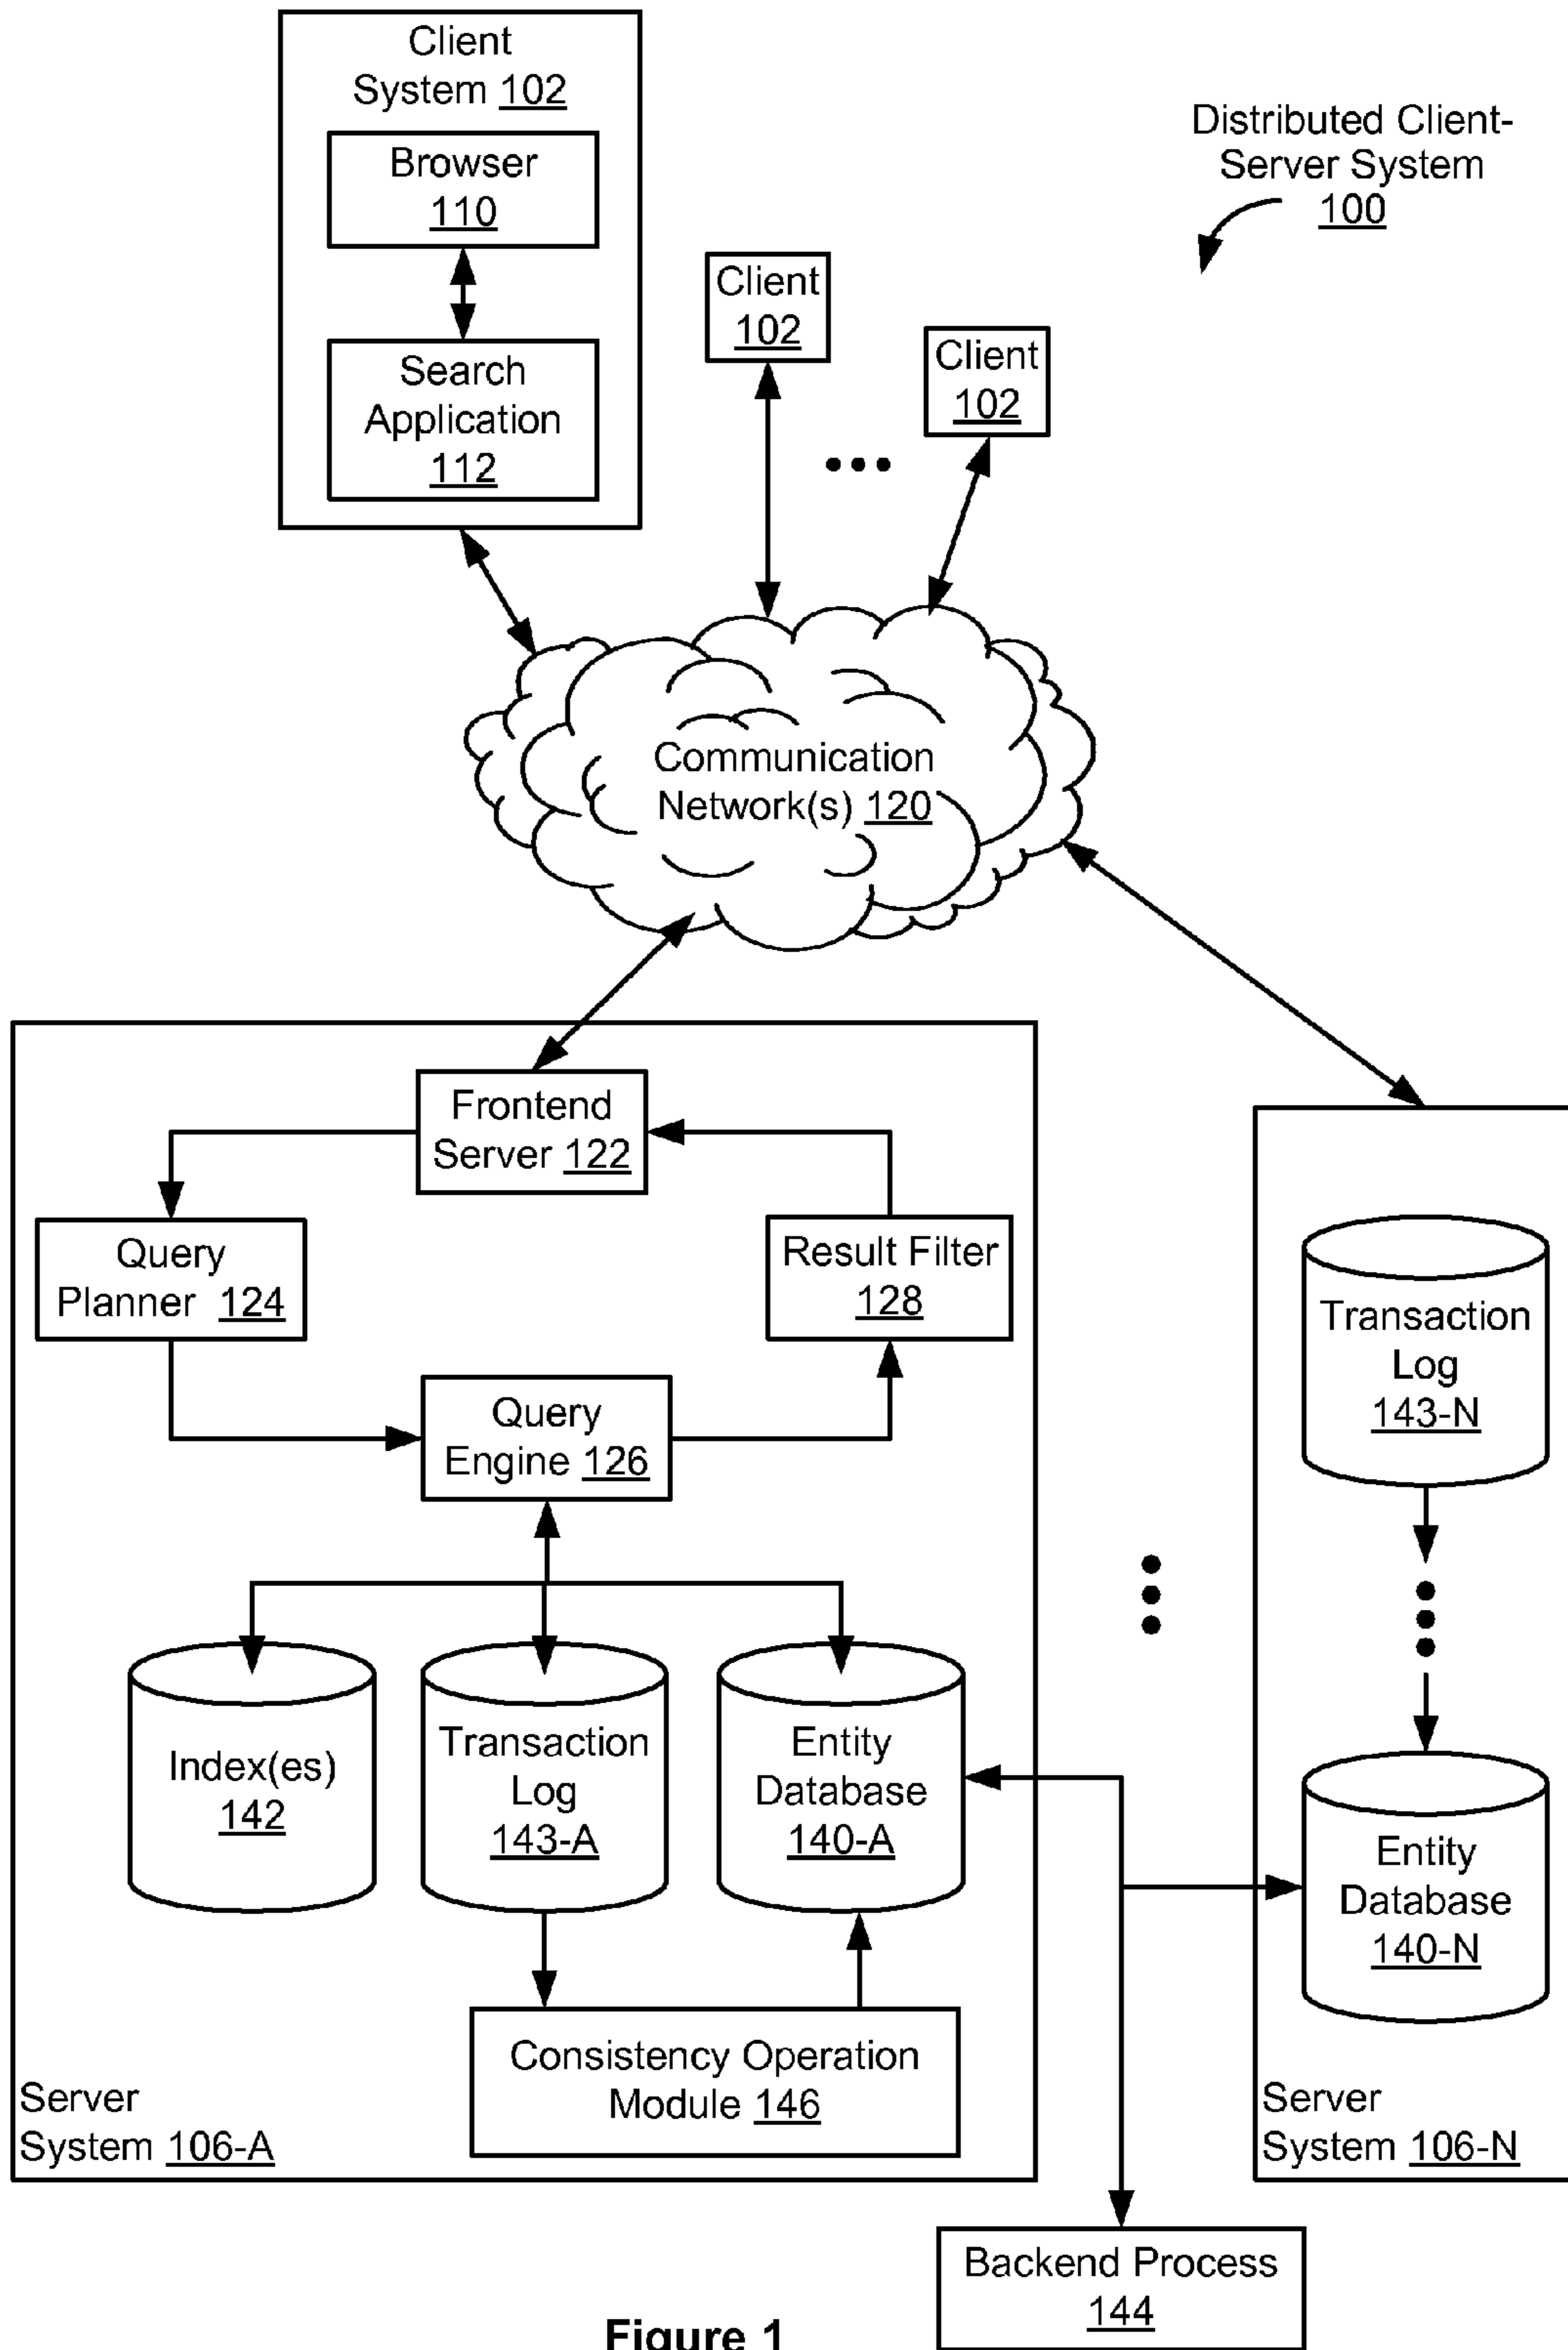 Client
System 102
Browser
110
Search
Application
112
Distributed Client-
Server System
100
Client
102
Client
102
Communication
Network(s) 120
Frontend
Server 122
Query
Planner 124
Result Filter
128
Query
Engine 126
Index(es)
142
Transaction
Log
143-A
Entity
Database
140-A
Consistency Operation
Module 146
Server
System 106-A
Transaction
Log
143-N
Entity
Database
140-N
Server
System 106-N
Backend Process
144
Figure 1